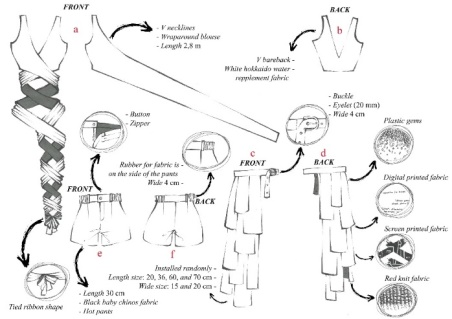 FRONT
a
- V necklines
- Wraparound blouse
- Length 2,8 m
BACK
b
V bareback -
White hokkaido water -
repplement fabric
- Button
- Zipper
- Buckle
- Eyelet (20 mm)
- Wide 4 cm
Rubber for fabric is -
on the side of the pants
Wide 4 cm -
c
FRONT
d
BACK
Plastic gems
Digital printed fabric
Screen printed fabric
Red knit fabric
FRONT
BACK
e
f
Installed randomly -
Length size: 20, 36, 60, and 70 cm -
Wide size: 15 and 20 cm -
Tied ribbon shape
- Length 30 cm
- Black baby chinos fabric
- Hot pants